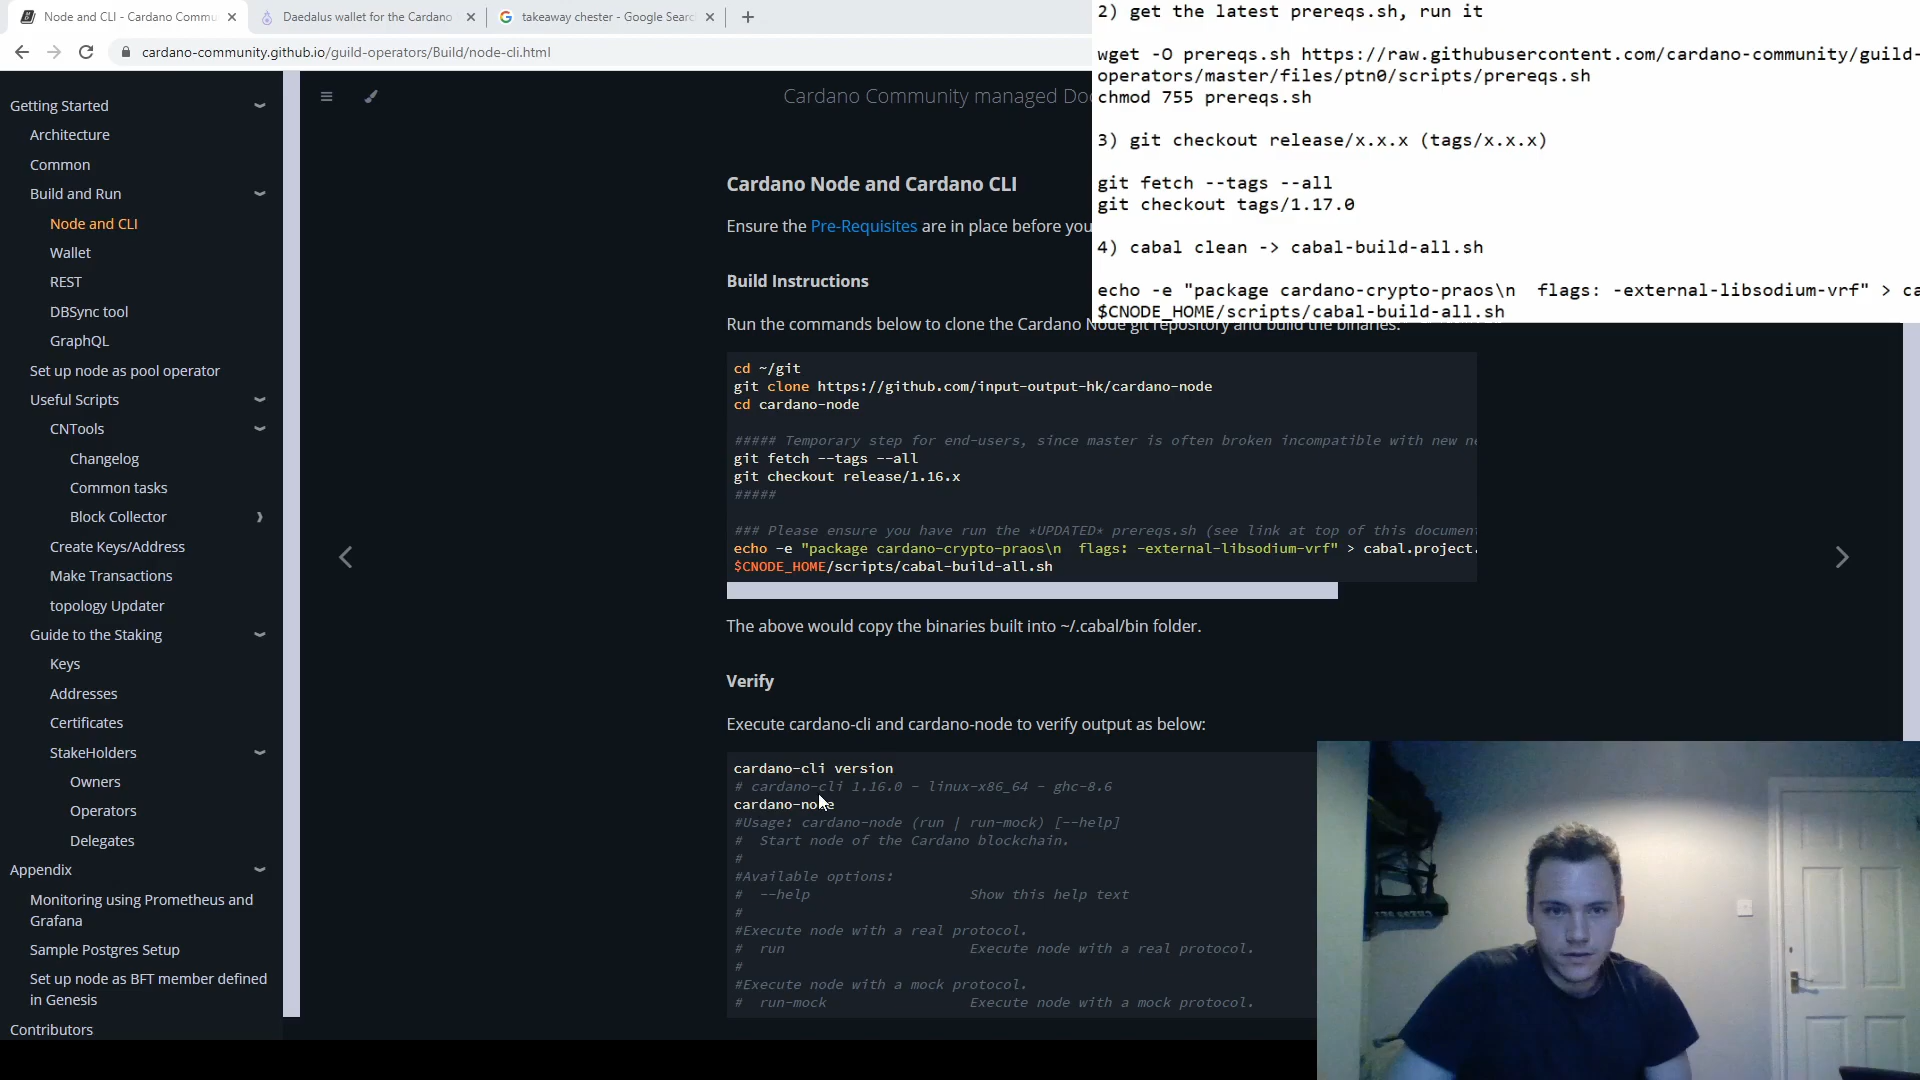 Node and CLI - Cardano Commu
Daedalus wallet for the Cardano
takeaway chester - Google Sear
cardano-community.github.io/guild-operators/Build/node-cli.html
Getting Started
Architecture
Common
Build and Run
Node and CLI
Wallet
REST
DBSync tool
GraphQL
Set up node as pool operator
Useful Scripts
CNTools
Changelog
Common tasks
Block Collector
Create Keys/Address
Make Transactions
topology Updater
Guide to the Staking
Keys
Addresses
Certificates
StakeHolders
Owners
Operators
Delegates
Appendix
Monitoring using Prometheus and
Grafana
Sample Postgres Setup
Set up node as BFT member defined
in Genesis
Contributors
Cardano Community managed Do
Cardano Node and Cardano CLI
Ensure the Pre-Requisites are in place before you
Build Instructions
Run the commands below to clone the Cardano Node git repository and build the binaries.
cd ~/git
git clone https://github.com/input-output-hk/cardano-node
cd cardano-node
##### Temporary step for end-users, since master is often broken incompatible with new n
git fetch --tags --all
git checkout release/1.16.x
#####
### Please ensure you have run the *UPDATED* prereqs.sh (see link at top of this documen
echo -e "package cardano-crypto-praos\n  flags: -external-libsodium-vrf" > cabal.project.
$CNODE_HOME/scripts/cabal-build-all.sh
The above would copy the binaries built into ~/.cabal/bin folder.
Verify
Execute cardano-cli and cardano-node to verify output as below:
cardano-cli version
# cardano-cli 1.16.0 - linux-x86_64 - ghc-8.6
cardano-node
#Usage: cardano-node (run | run-mock) [--help]
#  Start node of the Cardano blockchain.
#
#Available options:
#  --help                   Show this help text
#
#Execute node with a real protocol.
#  run                      Execute node with a real protocol.
#
#Execute node with a mock protocol.
#  run-mock                 Execute node with a mock protocol.
2) get the latest prereqs.sh, run it
wget -O prereqs.sh https://raw.githubusercontent.com/cardano-community/guild-
operators/master/files/ptn0/scripts/prereqs.sh
chmod 755 prereqs.sh
3) git checkout release/x.x.x (tags/x.x.x)
git fetch --tags --all
git checkout tags/1.17.0
4) cabal clean -> cabal-build-all.sh
echo -e "package cardano-crypto-praos\n  flags: -external-libsodium-vrf" > ca
$CNODE_HOME/scripts/cabal-build-all.sh